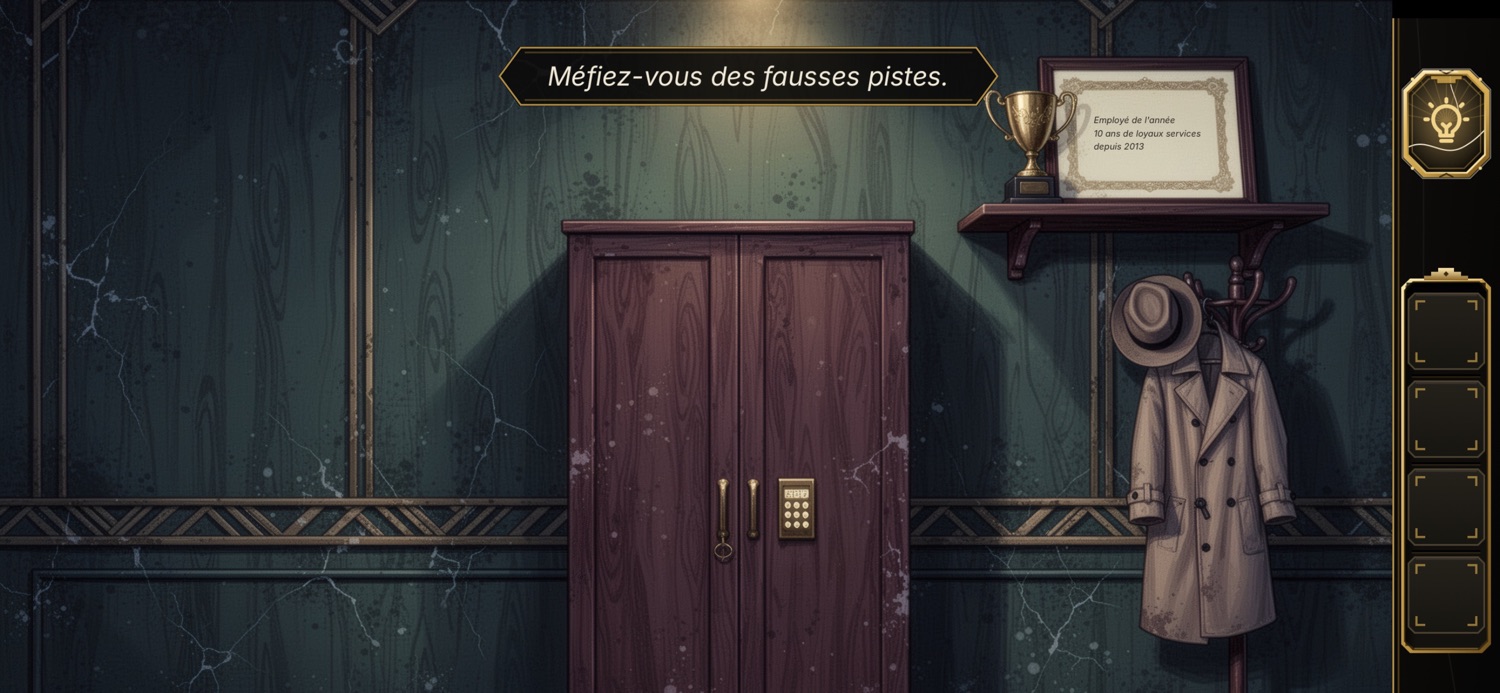 Méfiez-vous des fausses pistes.
Employé de l'année
10 ans de loyaux services
depuis 2013